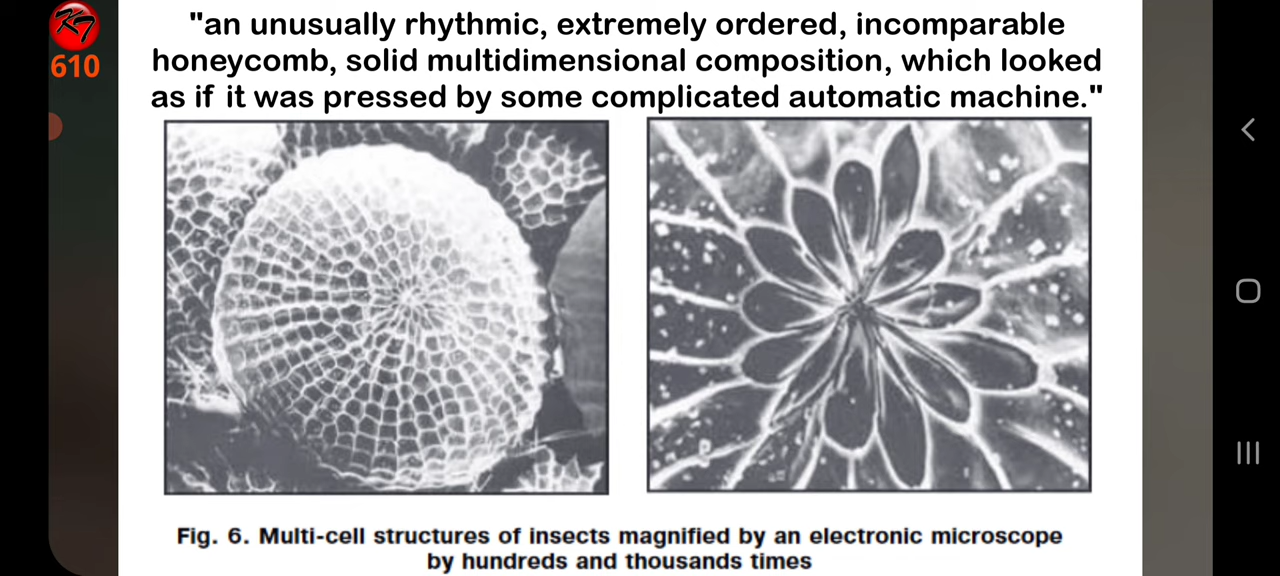 "an unusually rhythmic, extremely ordered, incomparable
honeycomb, solid multidimensional composition, which looked
as if it was pressed by some complicated automatic machine."
K7
610
Fig. 6. Multi-cell structures of insects magnified by an electronic microscope
by hundreds and thousands times